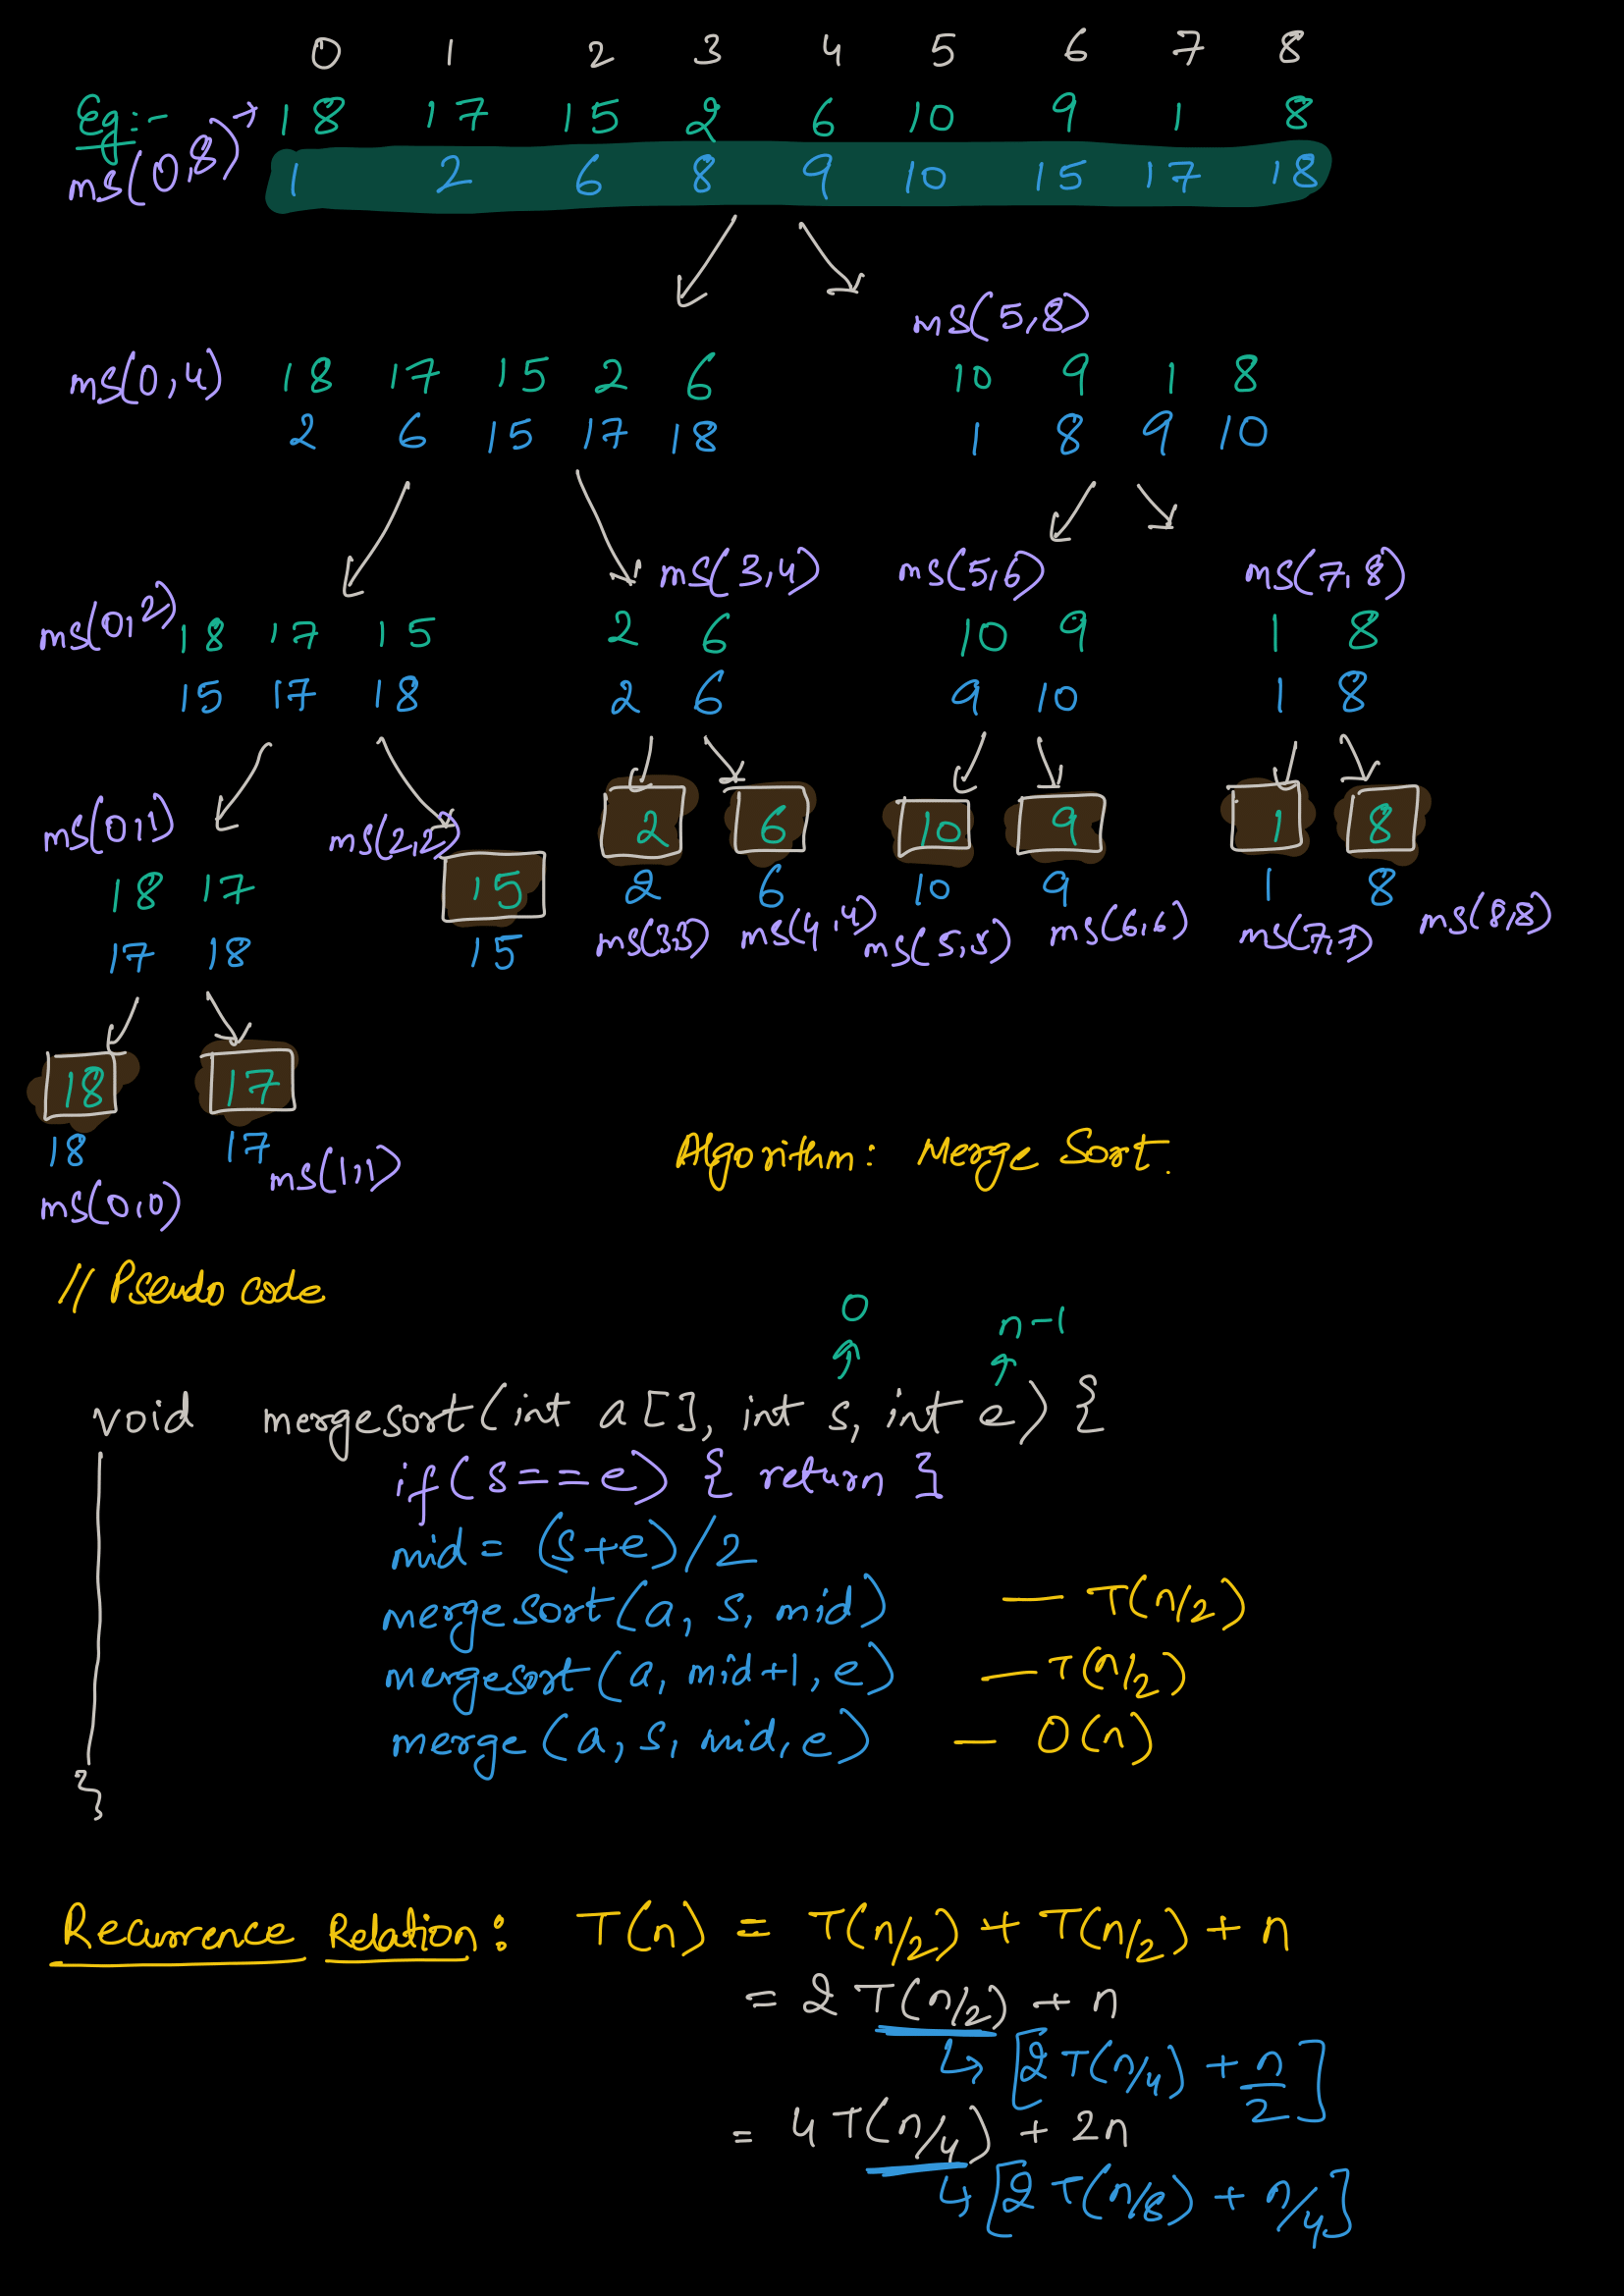 0 1 2 3 4 5 6 7 8
Eg:- 18 17 15 2 6 10 9 1 8
ms(0,8) → 1 2 6 8 9 10 15 17 18
ms(5,8)
ms(0,4) 18 17 15 2 6 10 9 1 8
2 6 15 17 18 1 8 9 10
ms(3,4) ms(5,6) ms(7,8)
ms(0,2) 18 17 15 2 6 10 9 1 8
15 17 18 2 6 9 10 1 8
ms(0,1) ms(2,2) 2 6 10 9 1 8
18 17 15 2 6 10 9 1 8
17 18 15 ms(3,3) ms(4,4) ms(5,5) ms(6,6) ms(7,7) ms(8,8)
18 17
18 17 ms(1,1)
ms(0,0)
Algorithm: Merge Sort.
// Pseudo code
0 n-1
↑ ↑
void mergesort(int a[], int s, int e) {
if(s==e) { return }
mid = (s+e)/2
mergesort(a, s, mid) — T(n/2)
mergesort(a, mid+1, e) — T(n/2)
merge(a, s, mid, e) — O(n)
}
Recurrence Relation: T(n) = T(n/2) + T(n/2) + n
= 2T(n/2) + n
↳ [2T(n/4) + n/2]
= 4T(n/4) + 2n
↳ [2T(n/8) + n/4]